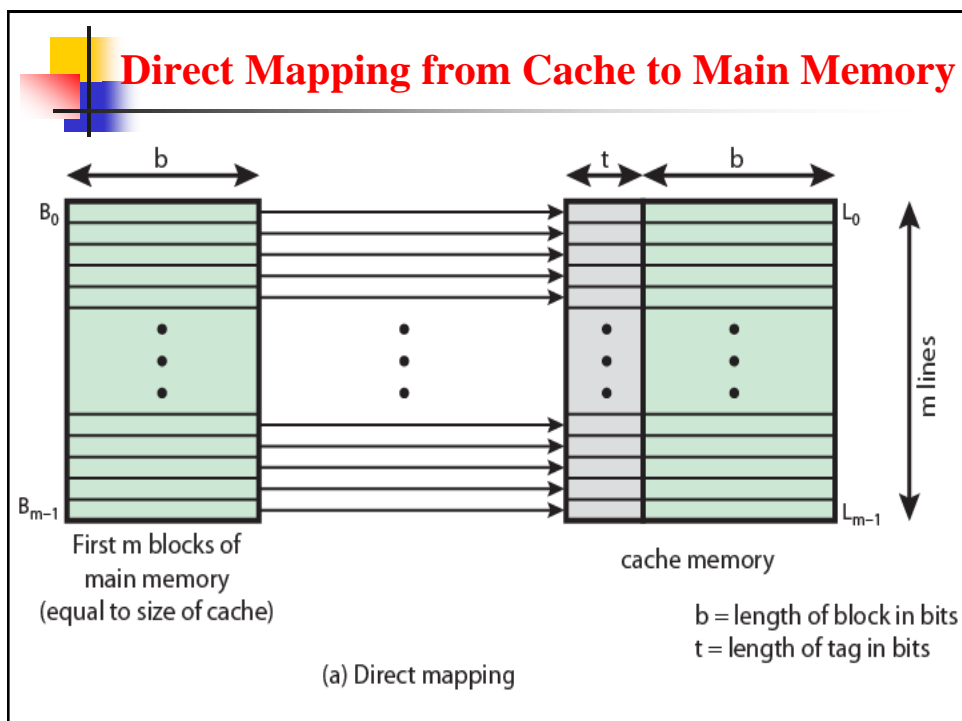 Direct Mapping from Cache to Main Memory
b
t
b
B0
L0
m lines
Bm–1
Lm–1
First m blocks of
main memory
(equal to size of cache)
cache memory
b = length of block in bits
t = length of tag in bits
(a) Direct mapping